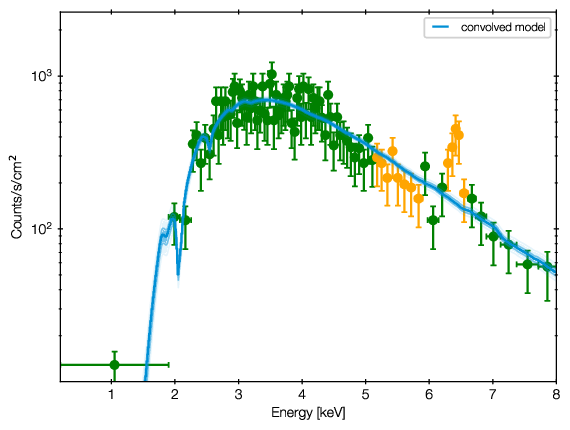 convolved model
10³
10²
Counts/s/cm²
1 2 3 4 5 6 7 8
Energy [keV]